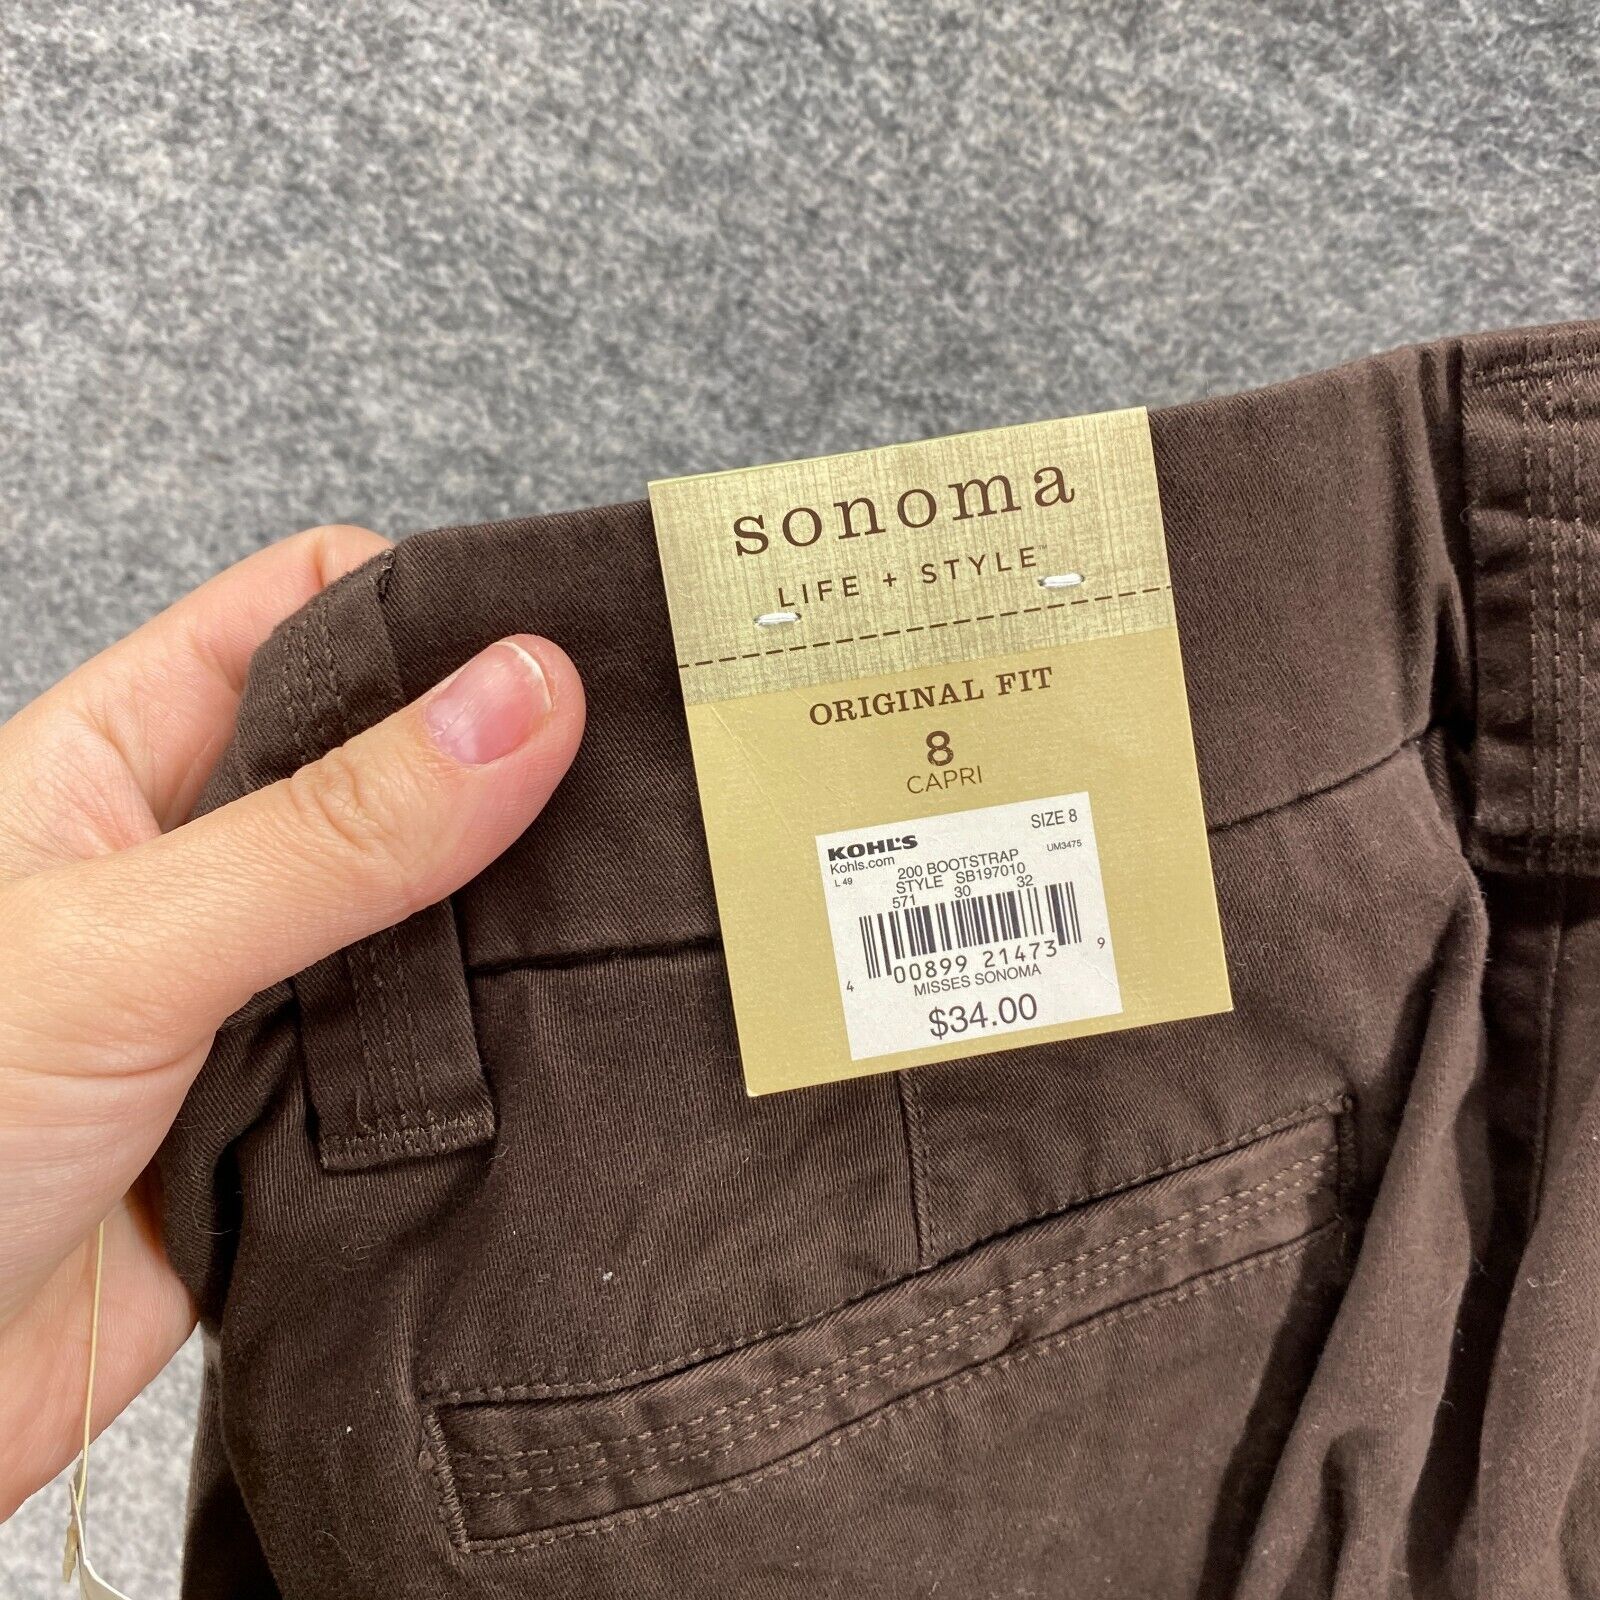 sonoma
LIFE + STYLE™
ORIGINAL FIT
8
CAPRI
KOHL'S SIZE 8
Kohls.com UM3475
L 49 200 BOOTSTRAP
STYLE SB197010
571 30 32
4 00899 21473 9
MISSES SONOMA
$34.00